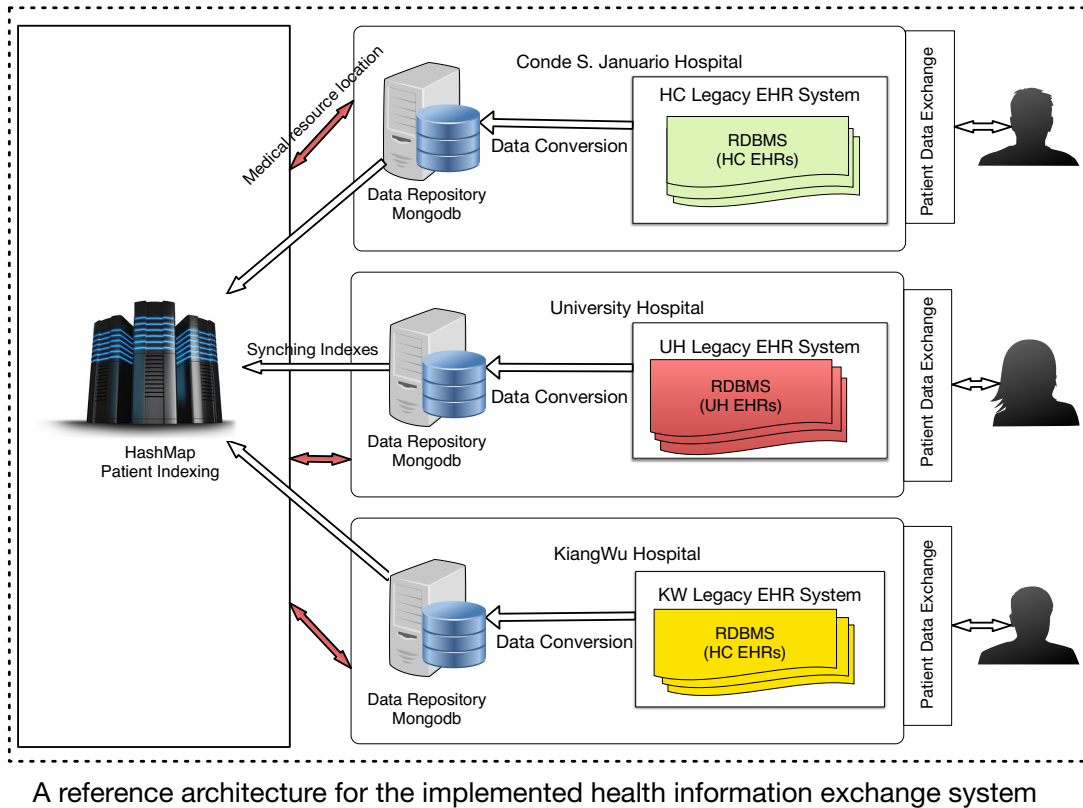 Medical resource location
Conde S. Januario Hospital
HC Legacy EHR System
RDBMS
(HC EHRs)
Data Conversion
Data Repository
Mongodb
Patient Data Exchange
University Hospital
UH Legacy EHR System
RDBMS
(UH EHRs)
Synching Indexes
Data Conversion
Data Repository
Mongodb
Patient Data Exchange
HashMap
Patient Indexing
KiangWu Hospital
KW Legacy EHR System
RDBMS
(HC EHRs)
Data Conversion
Data Repository
Mongodb
Patient Data Exchange
A reference architecture for the implemented health information exchange system